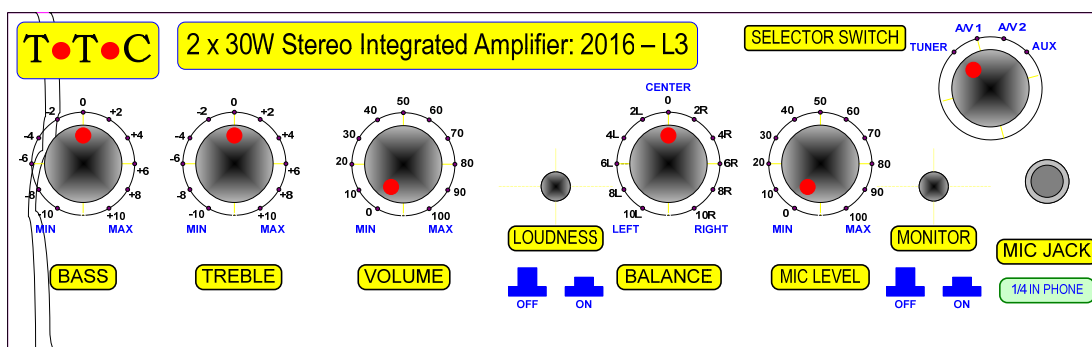 T•T•C
2 x 30W Stereo Integrated Amplifier: 2016 – L3
SELECTOR SWITCH
TUNER
A/V 1
A/V 2
AUX
-10
-8
-6
-4
-2
0
+2
+4
+6
+8
+10
MIN
MAX
BASS
-10
-8
-6
-4
-2
0
+2
+4
+6
+8
+10
MIN
MAX
TREBLE
0
10
20
30
40
50
60
70
80
90
100
MIN
MAX
VOLUME
LOUDNESS
OFF
ON
CENTER
10L
8L
6L
4L
2L
0
2R
4R
6R
8R
10R
LEFT
RIGHT
BALANCE
0
10
20
30
40
50
60
70
80
90
100
MIN
MAX
MIC LEVEL
MONITOR
OFF
ON
MIC JACK
1/4 IN PHONE